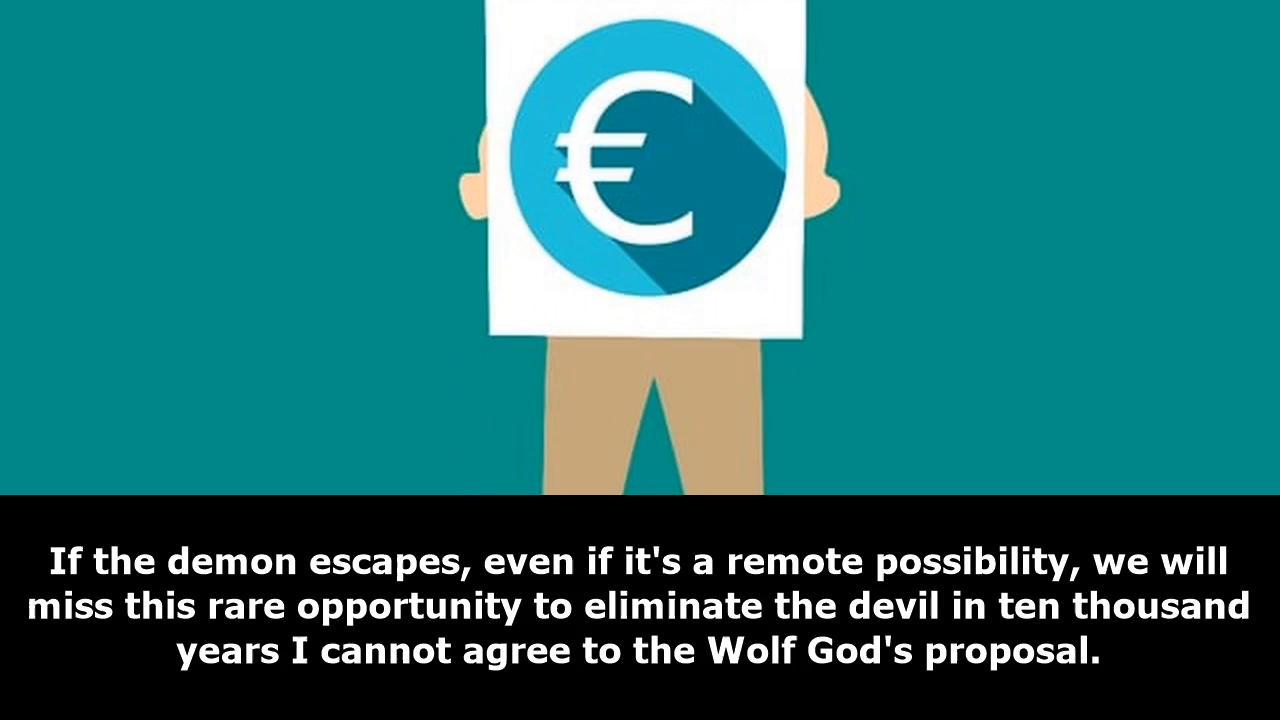 €
If the demon escapes, even if it's a remote possibility, we will
miss this rare opportunity to eliminate the devil in ten thousand
years I cannot agree to the Wolf God's proposal.